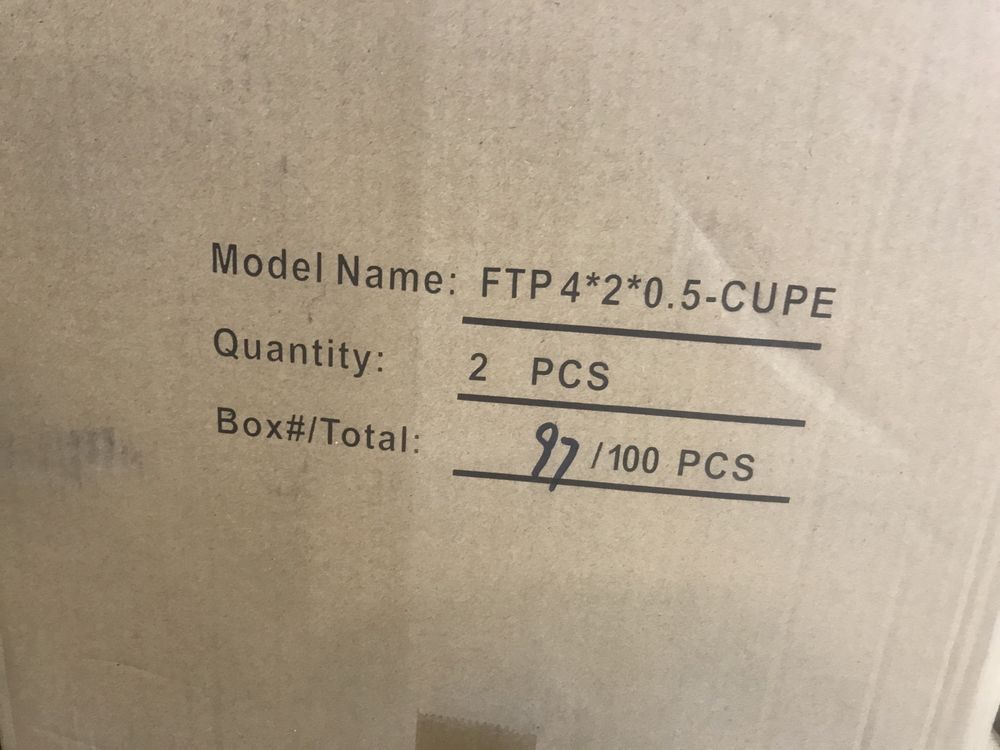 Model Name: FTP 4*2*0.5-CUPE
Quantity: 2 PCS
Box#/Total: 97/100 PCS